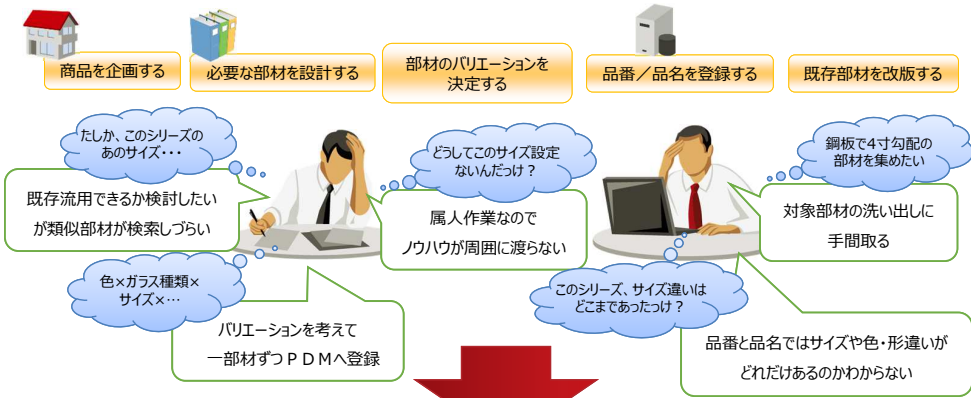 商品を企画する
必要な部材を設計する
部材のバリエーションを
決定する
品番／品名を登録する
既存部材を改版する
たしか、このシリーズの
あのサイズ・・・
既存流用できるか検討したい
が類似部材が検索しづらい
色×ガラス種類×
サイズ×…
バリエーションを考えて
一部材ずつＰＤＭへ登録
どうしてこのサイズ設定
ないんだっけ？
属人作業なので
ノウハウが周囲に渡らない
このシリーズ、サイズ違いは
どこまであったっけ？
鋼板で4寸勾配の
部材を集めたい
対象部材の洗い出しに
手間取る
品番と品名ではサイズや色・形違いが
どれだけあるのかわからない